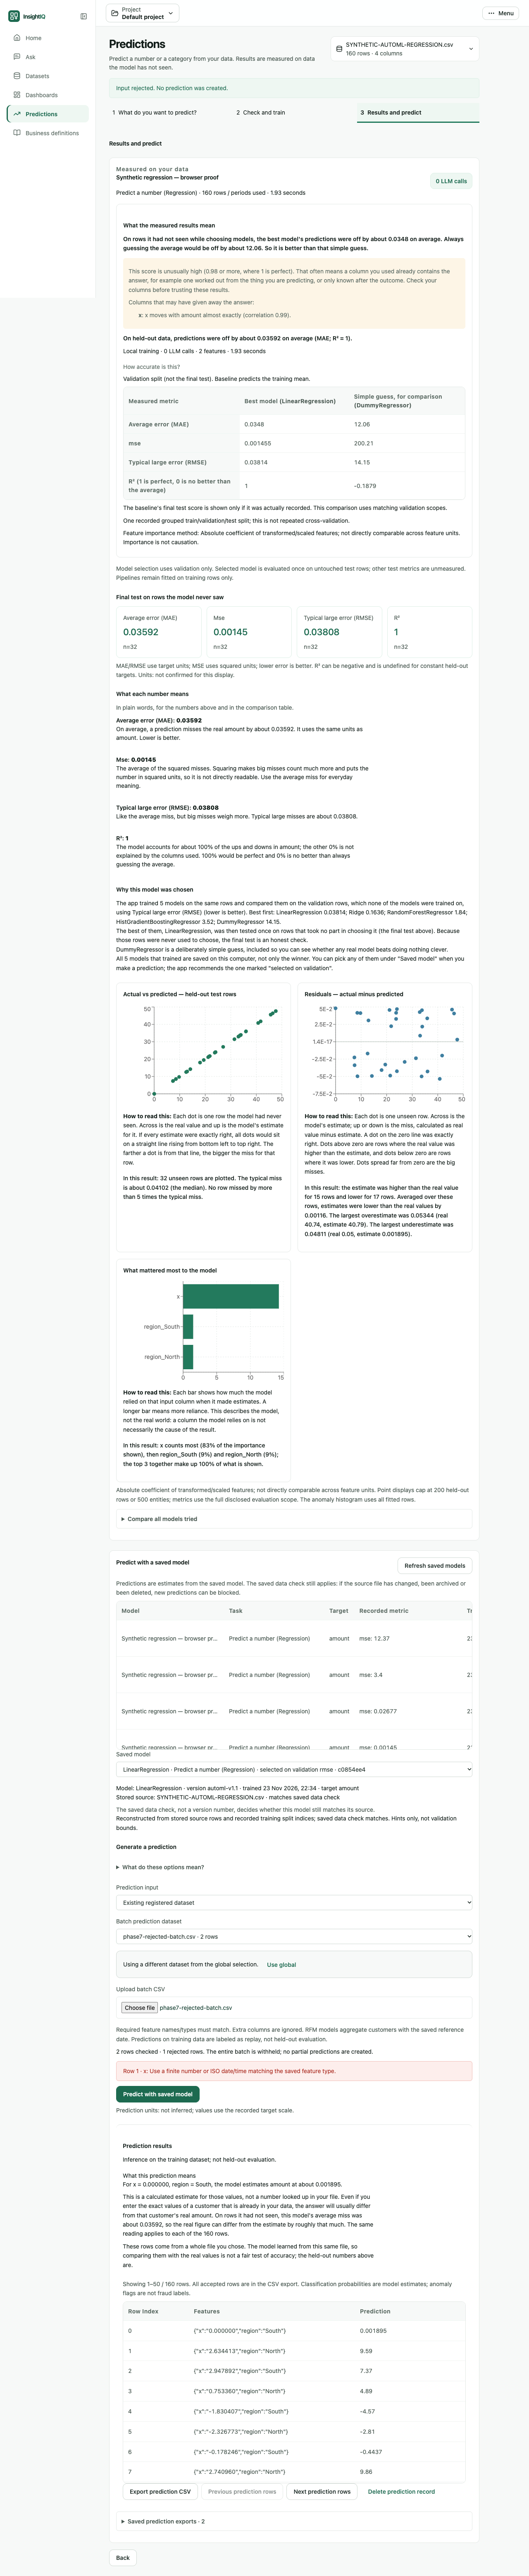 InsightIQ
Home
Ask
Datasets
Dashboards
Predictions
Business definitions
Project
Default project
Menu
Predictions
Predict a number or a category from your data. Results are measured on data
the model has not seen.
SYNTHETIC-AUTOML-REGRESSION.csv
160 rows · 4 columns
Input rejected. No prediction was created.
1 What do you want to predict?
2 Check and train
3 Results and predict
Results and predict
Measured on your data
Synthetic regression — browser proof
0 LLM calls
Predict a number (Regression) · 160 rows / periods used · 1.93 seconds
What the measured results mean
On rows it had not seen while choosing models, the best model's predictions were off by about 0.0348 on average. Always
guessing the average would be off by about 12.06. So it is better than that simple guess.
This score is unusually high (0.98 or more, where 1 is perfect). That often means a column you used already contains the
answer, for example one worked out from the thing you are predicting, or only known after the outcome. Check your
columns before trusting these results.
Columns that may have given away the answer:
x: x moves with amount almost exactly (correlation 0.99).
On held-out data, predictions were off by about 0.03592 on average (MAE; R² = 1).
Local training · 0 LLM calls · 2 features · 1.93 seconds
How accurate is this?
Validation split (not the final test). Baseline predicts the training mean.
Measured metric
Best model (LinearRegression)
Simple guess, for comparison
(DummyRegressor)
Average error (MAE)
0.0348
12.06
mse
0.001455
200.21
Typical large error (RMSE)
0.03814
14.15
R² (1 is perfect, 0 is no better than
the average)
1
-0.1879
The baseline's final test score is shown only if it was actually recorded. This comparison uses matching validation scopes.
One recorded grouped train/validation/test split; this is not repeated cross-validation.
Feature importance method: Absolute coefficient of transformed/scaled features; not directly comparable across feature units.
Importance is not causation.
Model selection uses validation only. Selected model is evaluated once on untouched test rows; other test metrics are unmeasured.
Pipelines remain fitted on training rows only.
Final test on rows the model never saw
Average error (MAE)
0.03592
n=32
Mse
0.00145
n=32
Typical large error (RMSE)
0.03808
n=32
R²
1
n=32
MAE/RMSE use target units; MSE uses squared units; lower error is better. R² can be negative and is undefined for constant held-out
targets. Units: not confirmed for this display.
What each number means
In plain words, for the numbers above and in the comparison table.
Average error (MAE): 0.03592
On average, a prediction misses the real amount by about 0.03592. It uses the same units as
amount. Lower is better.
Mse: 0.00145
The average of the squared misses. Squaring makes big misses count much more and puts the
number in squared units, so it is not directly readable. Use the average miss for everyday
meaning.
Typical large error (RMSE): 0.03808
Like the average miss, but big misses weigh more. Typical large misses are about 0.03808.
R²: 1
The model accounts for about 100% of the ups and downs in amount; the other 0% is not
explained by the columns used. 100% would be perfect and 0% is no better than always
guessing the average.
Why this model was chosen
The app trained 5 models on the same rows and compared them on the validation rows, which none of the models were trained on,
using Typical large error (RMSE) (lower is better). Best first: LinearRegression 0.03814; Ridge 0.1636; RandomForestRegressor 1.84;
HistGradientBoostingRegressor 3.52; DummyRegressor 14.15.
The best of them, LinearRegression, was then tested once on rows that took no part in choosing it (the final test above). Because
those rows were never used to choose, the final test is an honest check.
DummyRegressor is a deliberately simple guess, included so you can see whether any real model beats doing nothing clever.
All 5 models that trained are saved on this computer, not only the winner. You can pick any of them under "Saved model" when you
make a prediction; the app recommends the one marked "selected on validation".
Actual vs predicted — held-out test rows
50
40
30
20
10
0
0 10 20 30 40 50
How to read this: Each dot is one row the model had never
seen. Across is the real value and up is the model's estimate
for it. If every estimate were exactly right, all dots would sit
on a straight line rising from bottom left to top right. The
farther a dot is from that line, the bigger the miss for that
row.
In this result: 32 unseen rows are plotted. The typical miss
is about 0.04102 (the median). No row missed by more
than 5 times the typical miss.
Residuals — actual minus predicted
5E-2
2.5E-2
1.4E-17
-2.5E-2
-5E-2
-7.5E-2
0 10 20 30 40 50
How to read this: Each dot is one unseen row. Across is the
model's estimate; up or down is the miss, calculated as real
value minus estimate. A dot on the zero line was exactly
right. Dots above zero are rows where the real value was
higher than the estimate, and dots below zero are rows
where it was lower. Dots spread far from zero are the big
misses.
In this result: the estimate was higher than the real value
for 15 rows and lower for 17 rows. Averaged over these
rows, estimates were lower than the real values by
0.00116. The largest overestimate was 0.05344 (real
40.74, estimate 40.79). The largest underestimate was
0.04811 (real 0.05, estimate 0.001895).
What mattered most to the model
x
region_South
region_North
0 5 10 15
How to read this: Each bar shows how much the model
relied on that input column when it made estimates. A
longer bar means more reliance. This describes the model,
not the real world: a column the model relies on is not
necessarily the cause of the result.
In this result: x counts most (83% of the importance
shown), then region_South (9%) and region_North (9%);
the top 3 together make up 100% of what is shown.
Absolute coefficient of transformed/scaled features; not directly comparable across feature units. Point displays cap at 200 held-out
rows or 500 entities; metrics use the full disclosed evaluation scope. The anomaly histogram uses all fitted rows.
Compare all models tried
Predict with a saved model
Refresh saved models
Predictions are estimates from the saved model. The saved data check still applies: if the source file has changed, been archived or
been deleted, new predictions can be blocked.
Model
Task
Target
Recorded metric
Synthetic regression — browser pr...
Predict a number (Regression)
amount
mse: 12.37
Synthetic regression — browser pr...
Predict a number (Regression)
amount
mse: 3.4
Synthetic regression — browser pr...
Predict a number (Regression)
amount
mse: 0.02677
Synthetic regression — browser pr...
Predict a number (Regression)
amount
mse: 0.00145
Saved model
LinearRegression · Predict a number (Regression) · selected on validation rmse · c0854ee4
Model: LinearRegression · version automl-v1.1 · trained 23 Nov 2026, 22:34 · target amount
Stored source: SYNTHETIC-AUTOML-REGRESSION.csv · matches saved data check
The saved data check, not a version number, decides whether this model still matches its source.
Reconstructed from stored source rows and recorded training split indices; saved data check matches. Hints only, not validation
bounds.
Generate a prediction
What do these options mean?
Prediction input
Existing registered dataset
Batch prediction dataset
phase7-rejected-batch.csv · 2 rows
Using a different dataset from the global selection.
Use global
Upload batch CSV
Choose file phase7-rejected-batch.csv
Required feature names/types must match. Extra columns are ignored. RFM models aggregate customers with the saved reference
date. Predictions on training data are labeled as replay, not held-out evaluation.
2 rows checked · 1 rejected rows. The entire batch is withheld; no partial predictions are created.
Row 1 · x: Use a finite number or ISO date/time matching the saved feature type.
Predict with saved model
Prediction units: not inferred; values use the recorded target scale.
Prediction results
Inference on the training dataset; not held-out evaluation.
What this prediction means
For x = 0.000000, region = South, the model estimates amount at about 0.001895.
This is a calculated estimate for those values, not a number looked up in your file. Even if you
enter the exact values of a customer that is already in your data, the answer will usually differ
from that customer's real amount. On rows it had not seen, this model's average miss was
about 0.03592, so the real figure can differ from the estimate by roughly that much. The same
reading applies to each of the 160 rows.
These rows come from a whole file you chose. The model learned from this same file, so
comparing them with the real values is not a fair test of accuracy; the held-out numbers above
are.
Showing 1–50 / 160 rows. All accepted rows are in the CSV export. Classification probabilities are model estimates; anomaly
flags are not fraud labels.
Row Index
Features
Prediction
0
{"x":"0.000000","region":"South"}
0.001895
1
{"x":"2.634413","region":"North"}
9.59
2
{"x":"2.947892","region":"South"}
7.37
3
{"x":"0.753360","region":"North"}
4.89
4
{"x":"-1.830407","region":"South"}
-4.57
5
{"x":"-2.326773","region":"North"}
-2.81
6
{"x":"-0.178246","region":"South"}
-0.4437
7
{"x":"2.740960","region":"North"}
9.86
Export prediction CSV
Previous prediction rows
Next prediction rows
Delete prediction record
Saved prediction exports · 2
Back